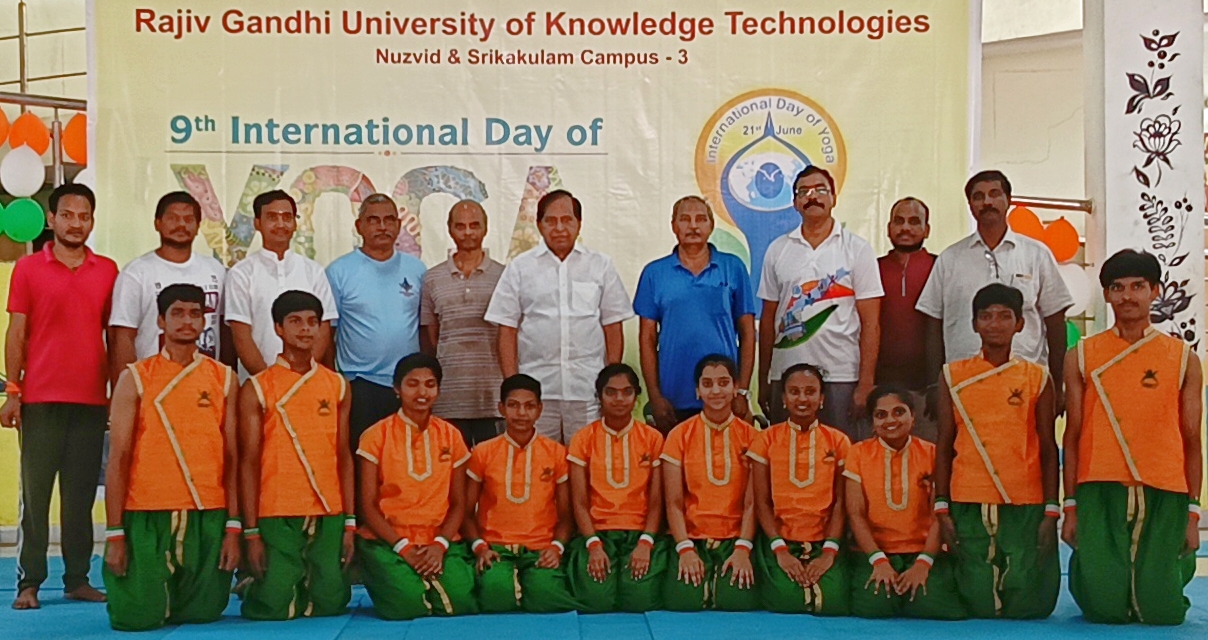 Rajiv Gandhi University of Knowledge Technologies
Nuzvid & Srikakulam Campus - 3
9th International Day of
YOGA
International Day of Yoga
21st June